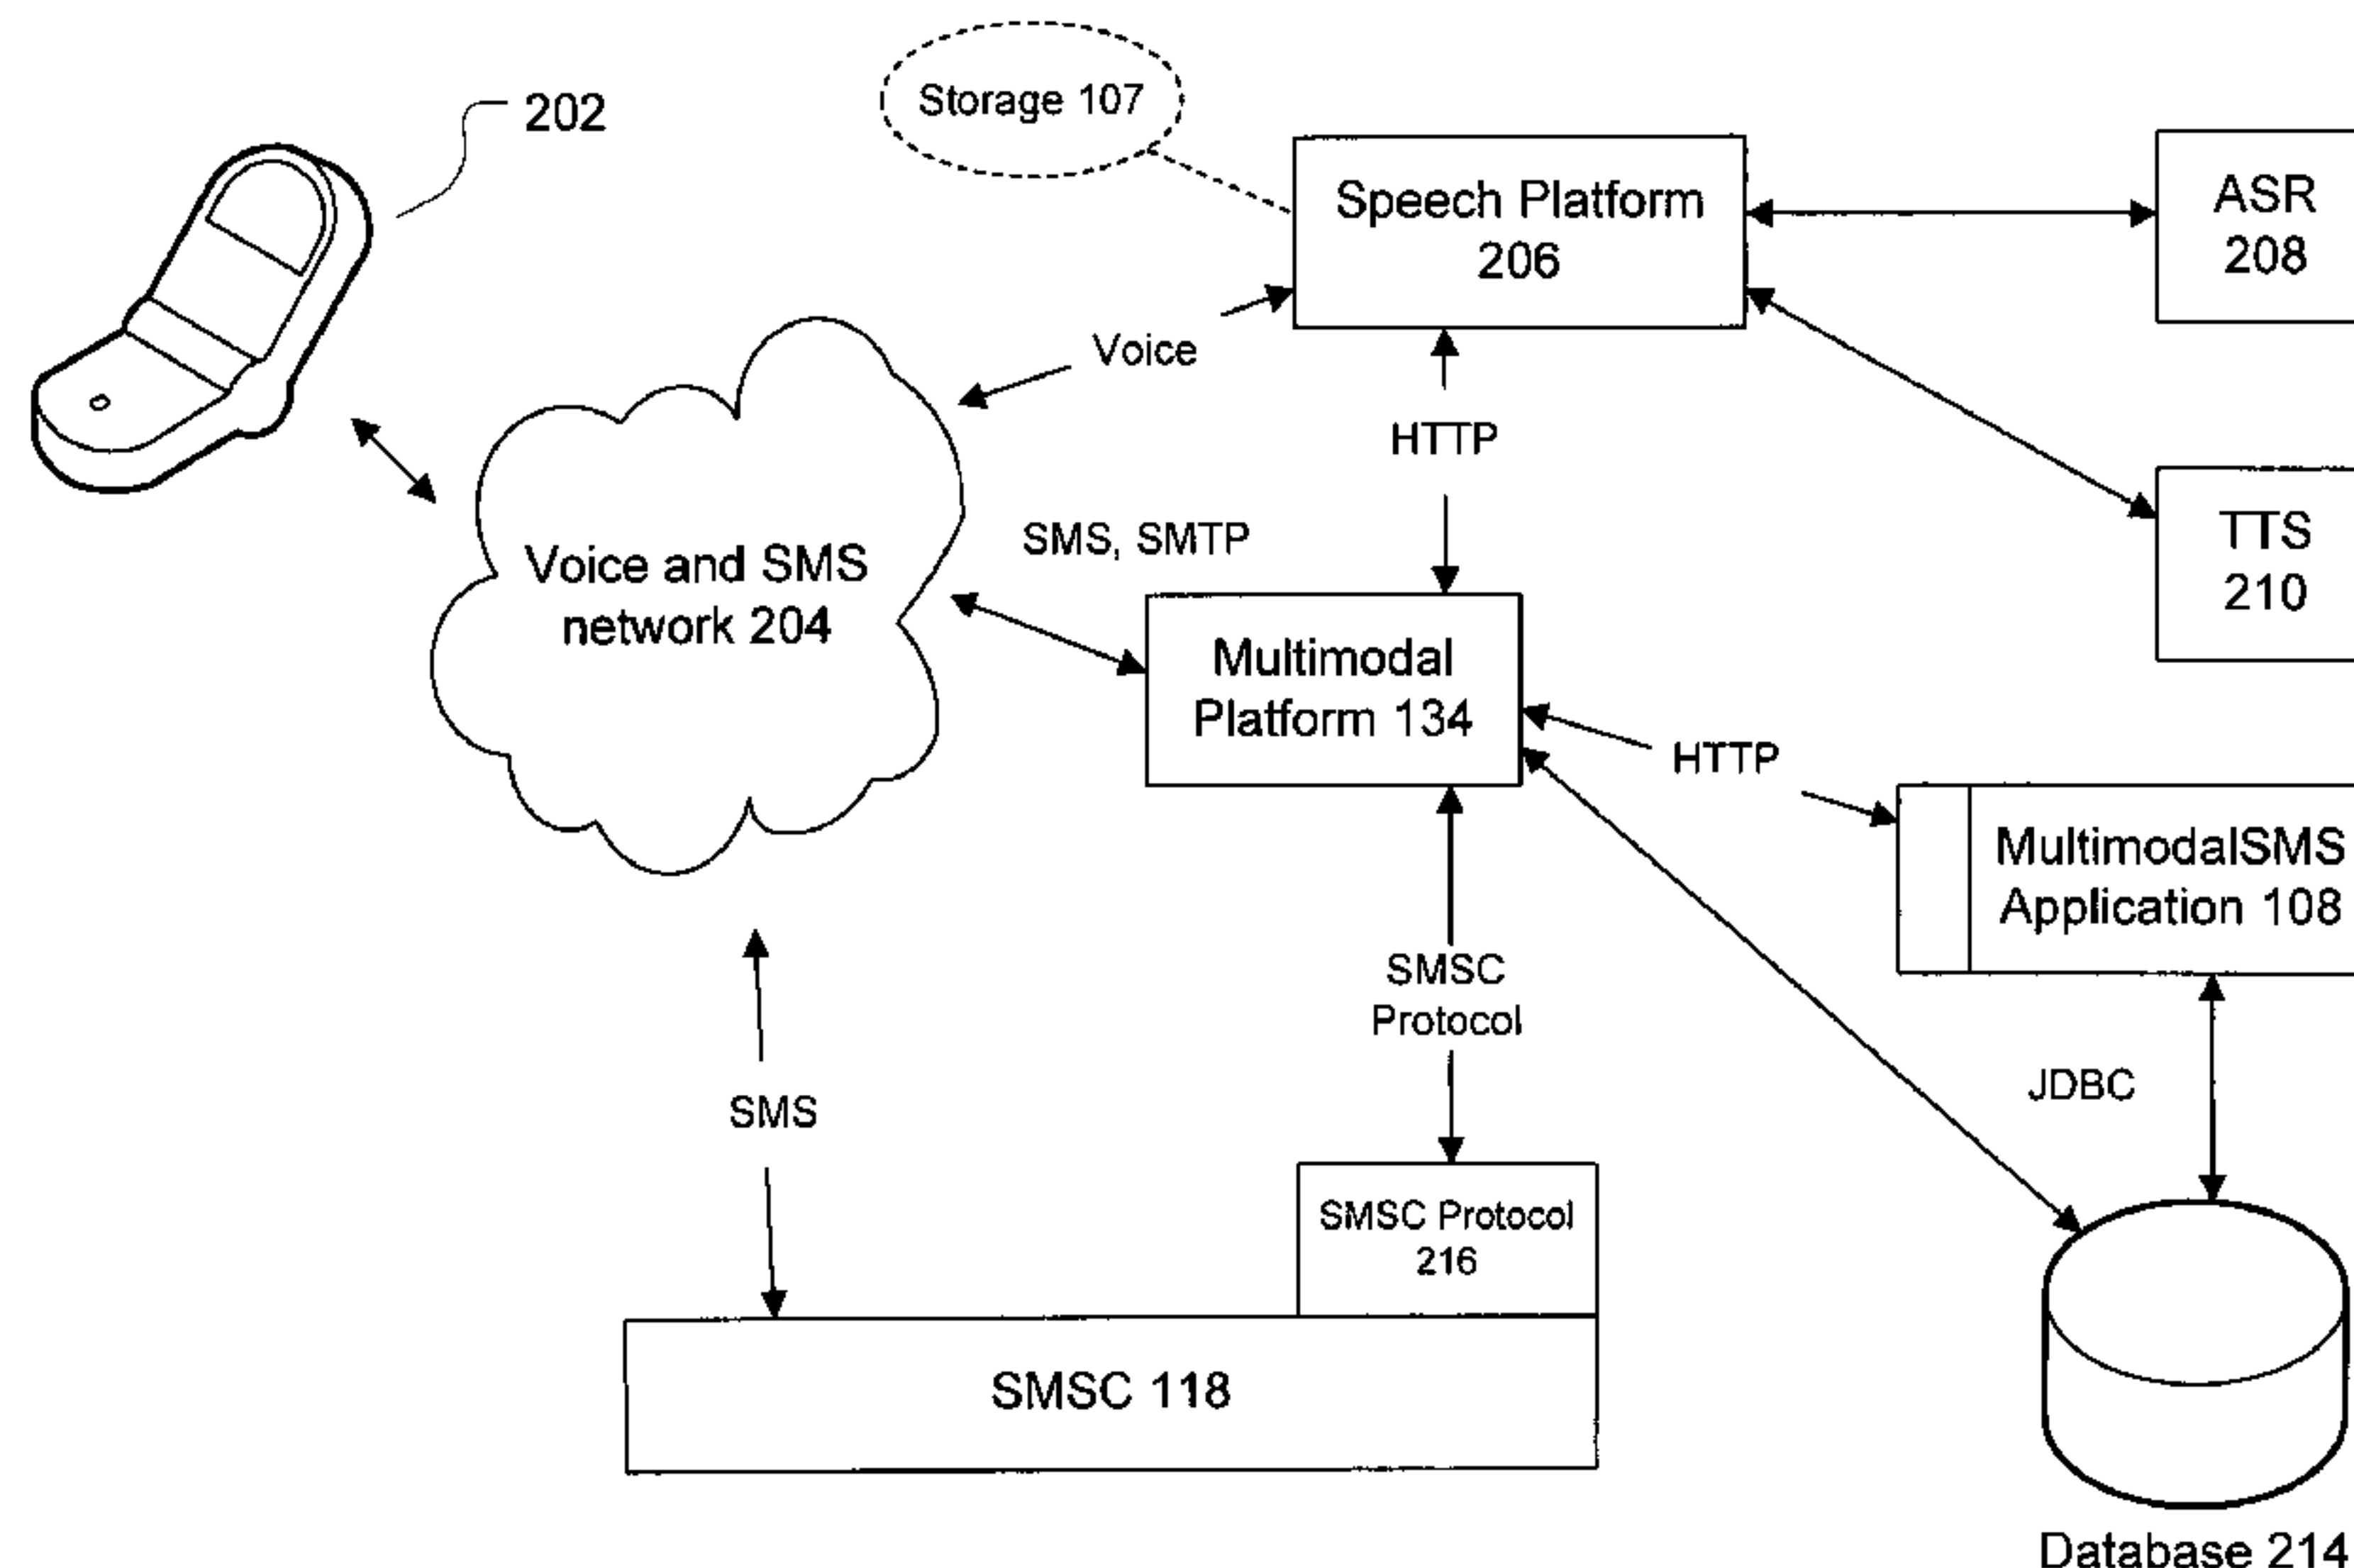 202
Storage 107
Speech Platform
206
ASR
208
Voice
HTTP
TTS
210
SMS, SMTP
Voice and SMS
network 204
Multimodal
Platform 134
HTTP
MultimodalSMS
Application 108
SMSC
Protocol
JDBC
SMS
SMSC Protocol
216
SMSC 118
Database 214